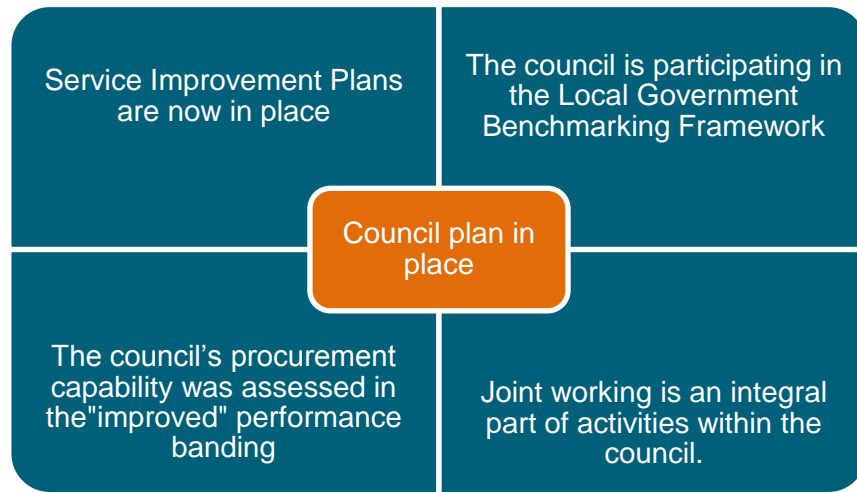 Service Improvement Plans
are now in place
The council is participating in
the Local Government
Benchmarking Framework
Council plan in
place
The council’s procurement
capability was assessed in
the"improved" performance
banding
Joint working is an integral
part of activities within the
council.